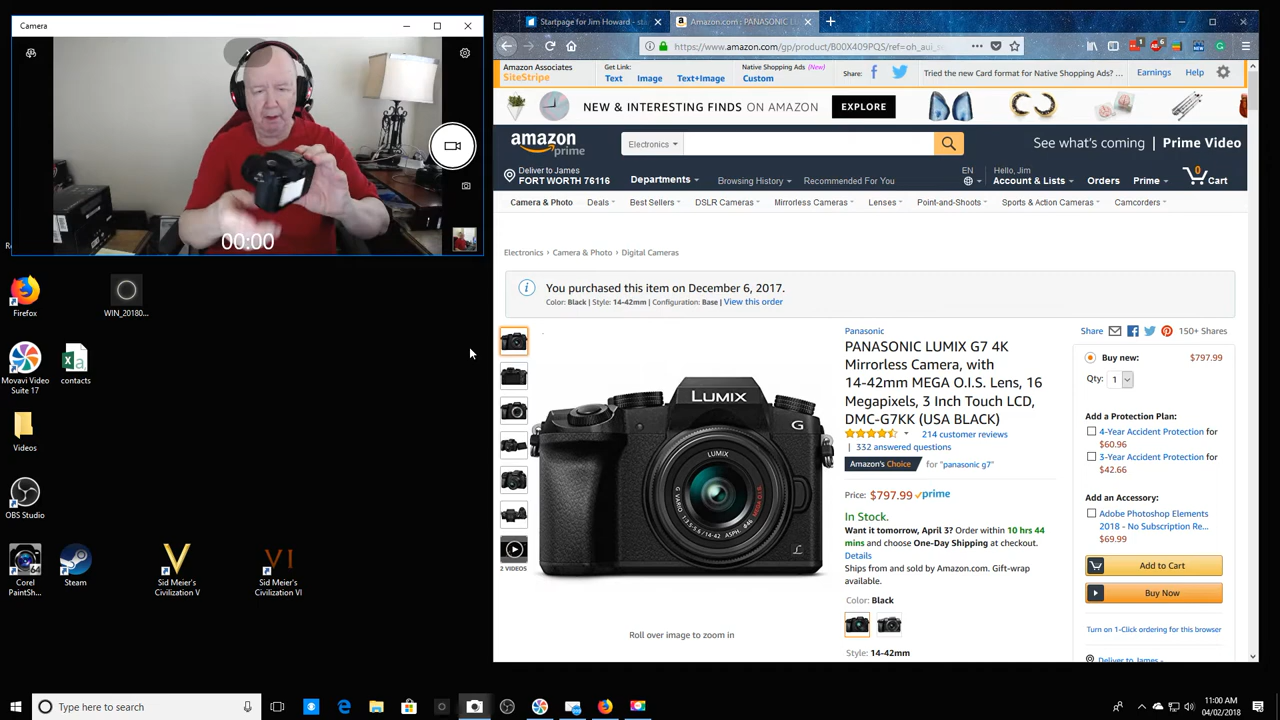 Camera
00:00
Firefox
WIN_20180...
Movavi Video
Suite 17
contacts
Videos
OBS Studio
Corel
PaintSh...
Steam
Sid Meier's
Civilization V
Sid Meier's
Civilization VI
Type here to search
Startpage for Jim Howard - sta
Amazon.com : PANASONIC L
https://www.amazon.com/gp/product/B00X409PQS/ref=oh_aui_s
Amazon Associates
SiteStripe
Get Link:
Text Image Text+Image
Native Shopping Ads (New)
Custom
Share:
Tried the new Card format for Native Shopping Ads? ...
Earnings Help
NEW & INTERESTING FINDS ON AMAZON EXPLORE
amazon
prime
Electronics
See what's coming Prime Video
Deliver to James
FORT WORTH 76116
Departments Browsing History Recommended For You
EN
Hello, Jim
Account & Lists Orders Prime 0 Cart
Camera & Photo Deals Best Sellers DSLR Cameras Mirrorless Cameras Lenses Point-and-Shoots Sports & Action Cameras Camcorders
Electronics › Camera & Photo › Digital Cameras
You purchased this item on December 6, 2017.
Color: Black | Style: 14-42mm | Configuration: Base | View this order
2 VIDEOS
LUMIX
G
LUMIX
Roll over image to zoom in
Panasonic
PANASONIC LUMIX G7 4K
Mirrorless Camera, with
14-42mm MEGA O.I.S. Lens, 16
Megapixels, 3 Inch Touch LCD,
DMC-G7KK (USA BLACK)
214 customer reviews
| 332 answered questions
Amazon's Choice for "panasonic g7"
Price: $797.99 prime
In Stock.
Want it tomorrow, April 3? Order within 10 hrs 44
mins and choose One-Day Shipping at checkout.
Details
Ships from and sold by Amazon.com. Gift-wrap
available.
Color: Black
Style: 14-42mm
Share 150+ Shares
Buy new: $797.99
Qty: 1
Add a Protection Plan:
4-Year Accident Protection for
$60.96
3-Year Accident Protection for
$42.66
Add an Accessory:
Adobe Photoshop Elements
2018 - No Subscription Re...
$69.99
Add to Cart
Buy Now
Turn on 1-Click ordering for this browser
Deliver to James -
11:00 AM
04/02/2018